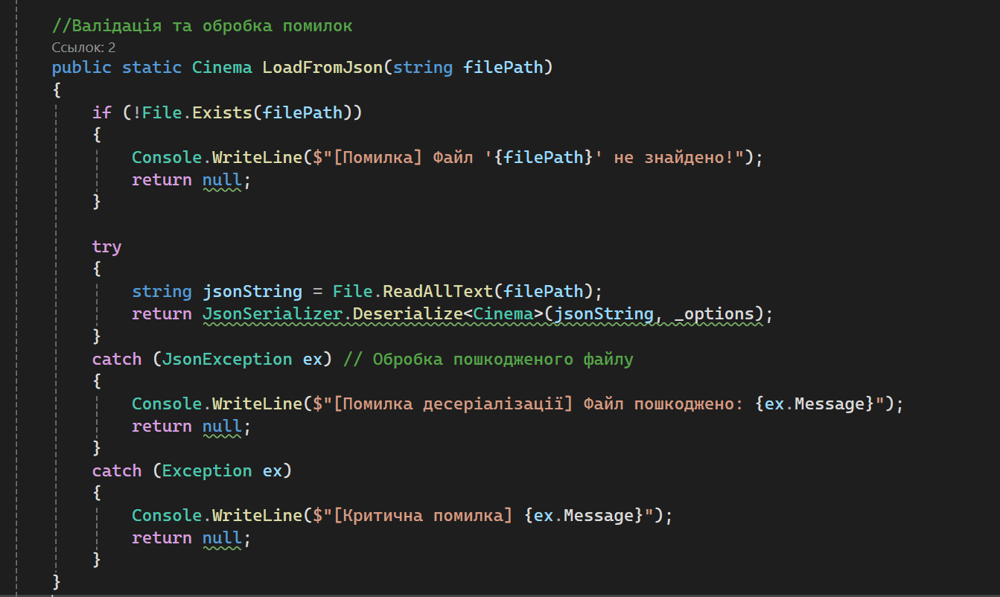 //Валідація та обробка помилок
Ссылок: 2
public static Cinema LoadFromJson(string filePath)
{
if (!File.Exists(filePath))
{
Console.WriteLine($"[Помилка] Файл '{filePath}' не знайдено!");
return null;
}
try
{
string jsonString = File.ReadAllText(filePath);
return JsonSerializer.Deserialize<Cinema>(jsonString, _options);
}
catch (JsonException ex) // Обробка пошкодженого файлу
{
Console.WriteLine($"[Помилка десеріалізації] Файл пошкоджено: {ex.Message}");
return null;
}
catch (Exception ex)
{
Console.WriteLine($"[Критична помилка] {ex.Message}");
return null;
}
}